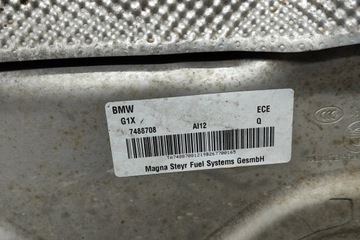 BMW ECE
G1X Q
7488708 AI12
Magna Steyr Fuel Systems GesmbH